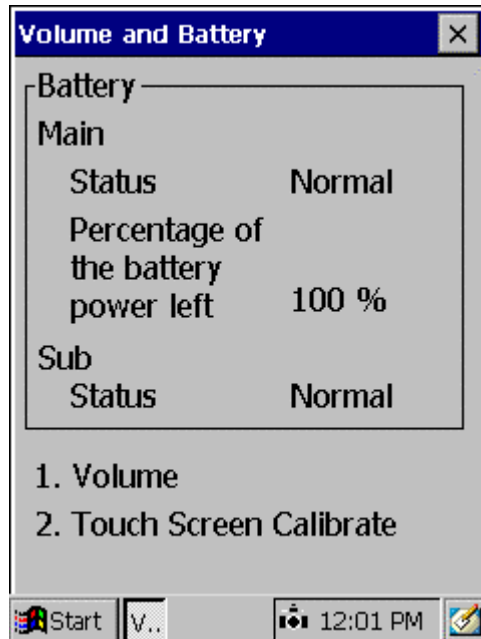 Volume and Battery
Battery
Main
Status Normal
Percentage of
the battery
power left 100 %
Sub
Status Normal
1. Volume
2. Touch Screen Calibrate
Start V.. 12:01 PM